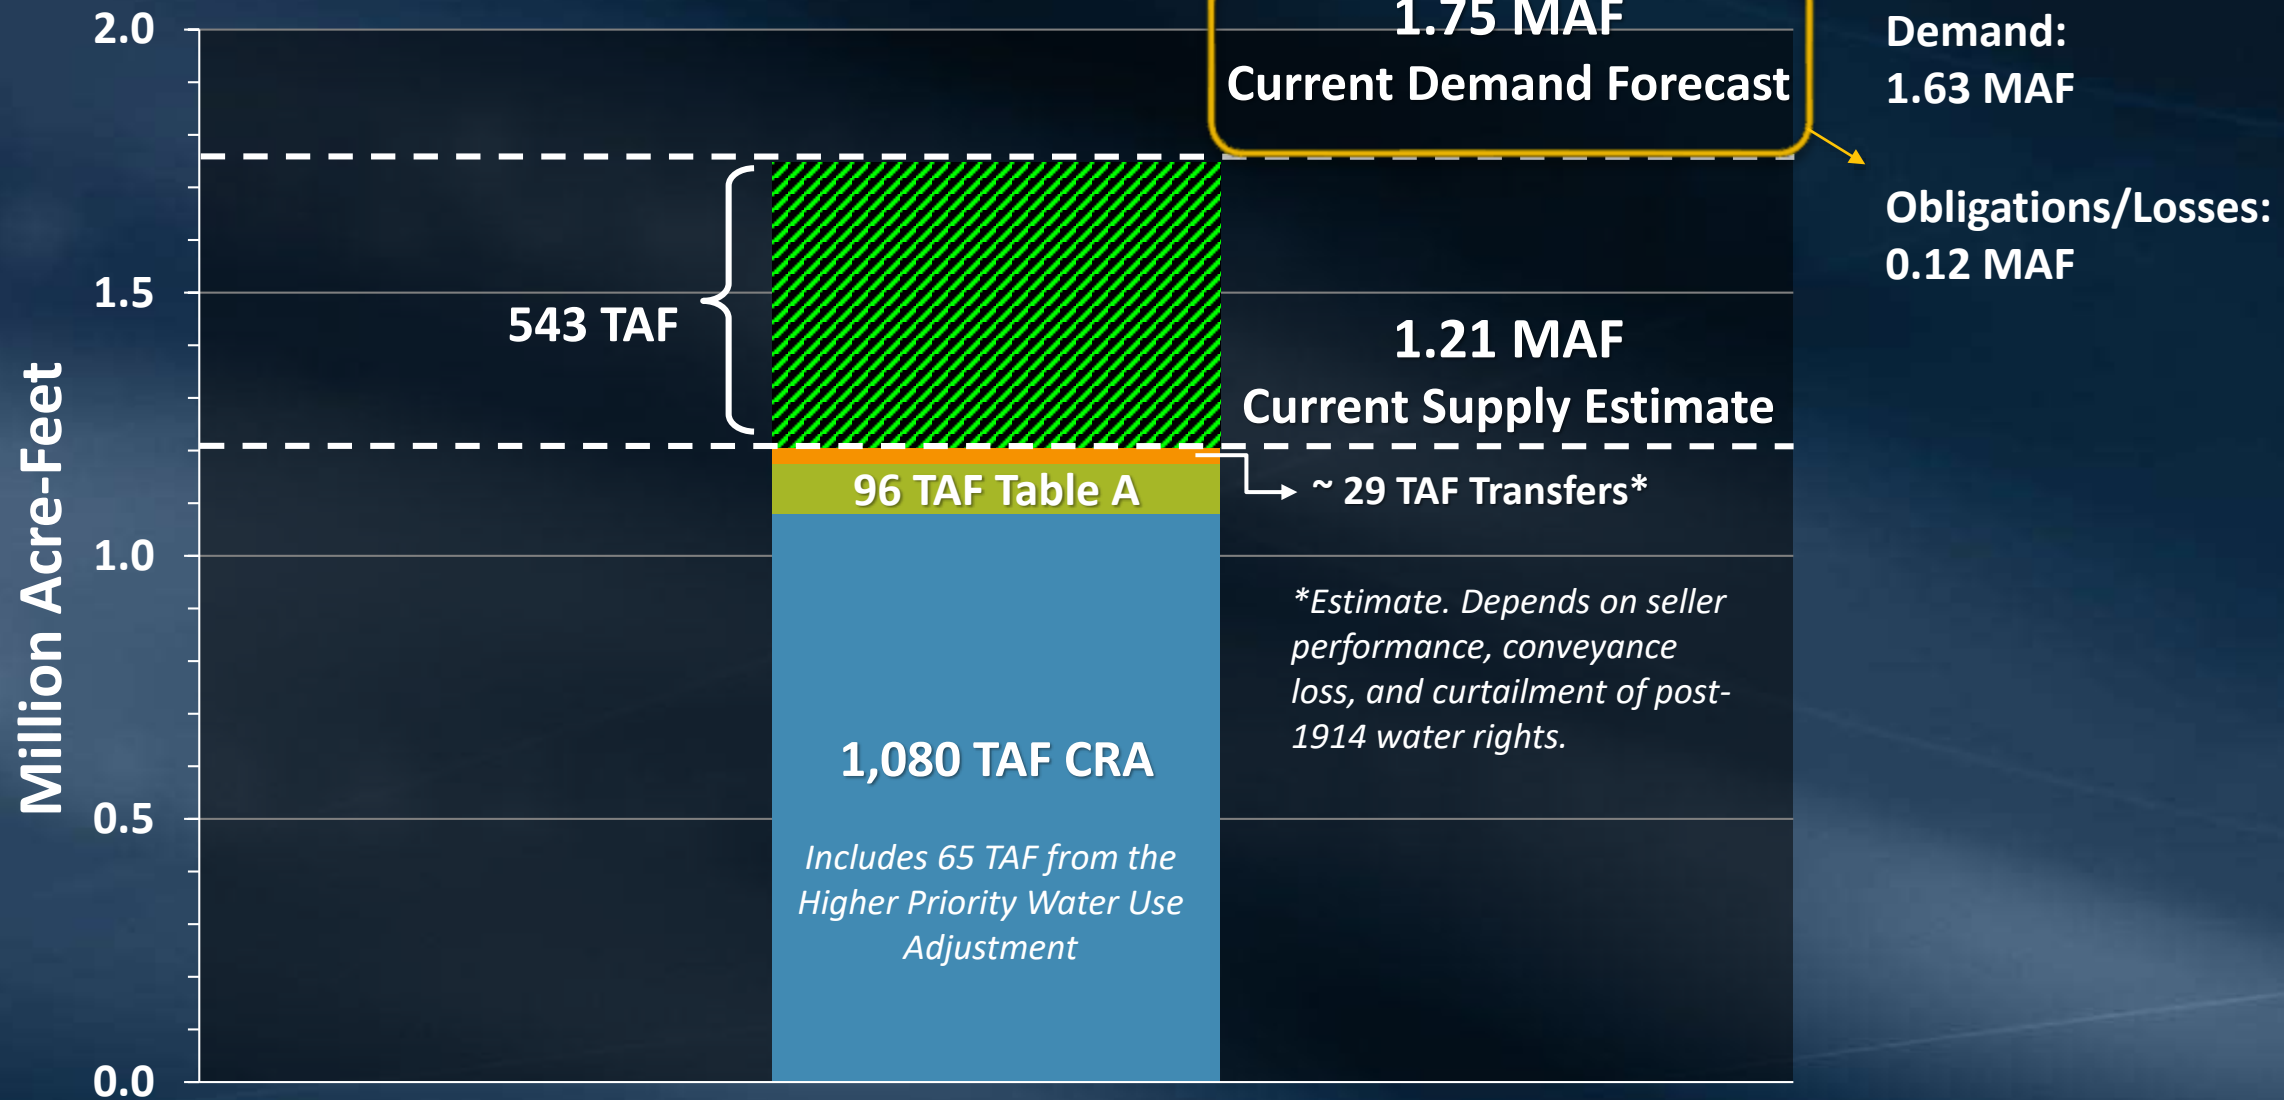 2.0
1.5
1.0
0.5
0.0
Million Acre-Feet
1.75 MAF
Current Demand Forecast
Demand:
1.63 MAF
Obligations/Losses:
0.12 MAF
543 TAF
1.21 MAF
Current Supply Estimate
96 TAF Table A
~ 29 TAF Transfers*
*Estimate. Depends on seller
performance, conveyance
loss, and curtailment of post-
1914 water rights.
1,080 TAF CRA
Includes 65 TAF from the
Higher Priority Water Use
Adjustment